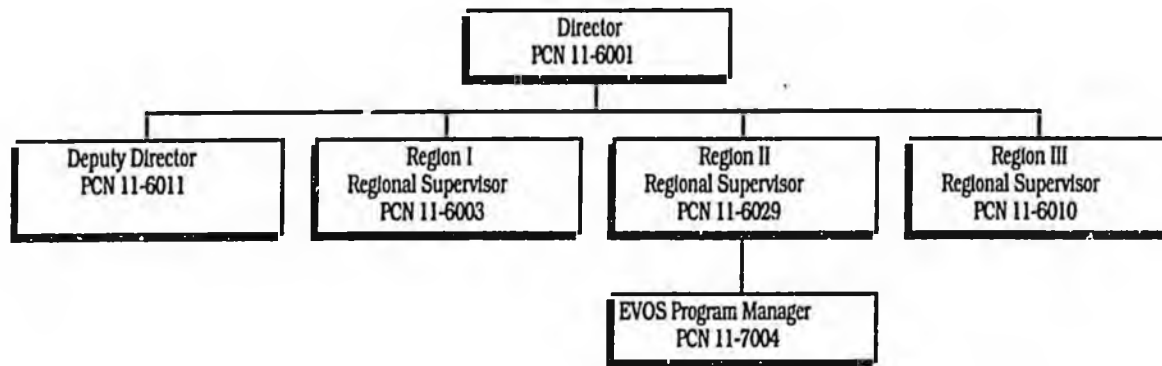 Director
PCN 11-6001
Deputy Director
PCN 11-6011
Region I
Regional Supervisor
PCN 11-6003
Region II
Regional Supervisor
PCN 11-6029
Region III
Regional Supervisor
PCN 11-6010
EVOS Program Manager
PCN 11-7004